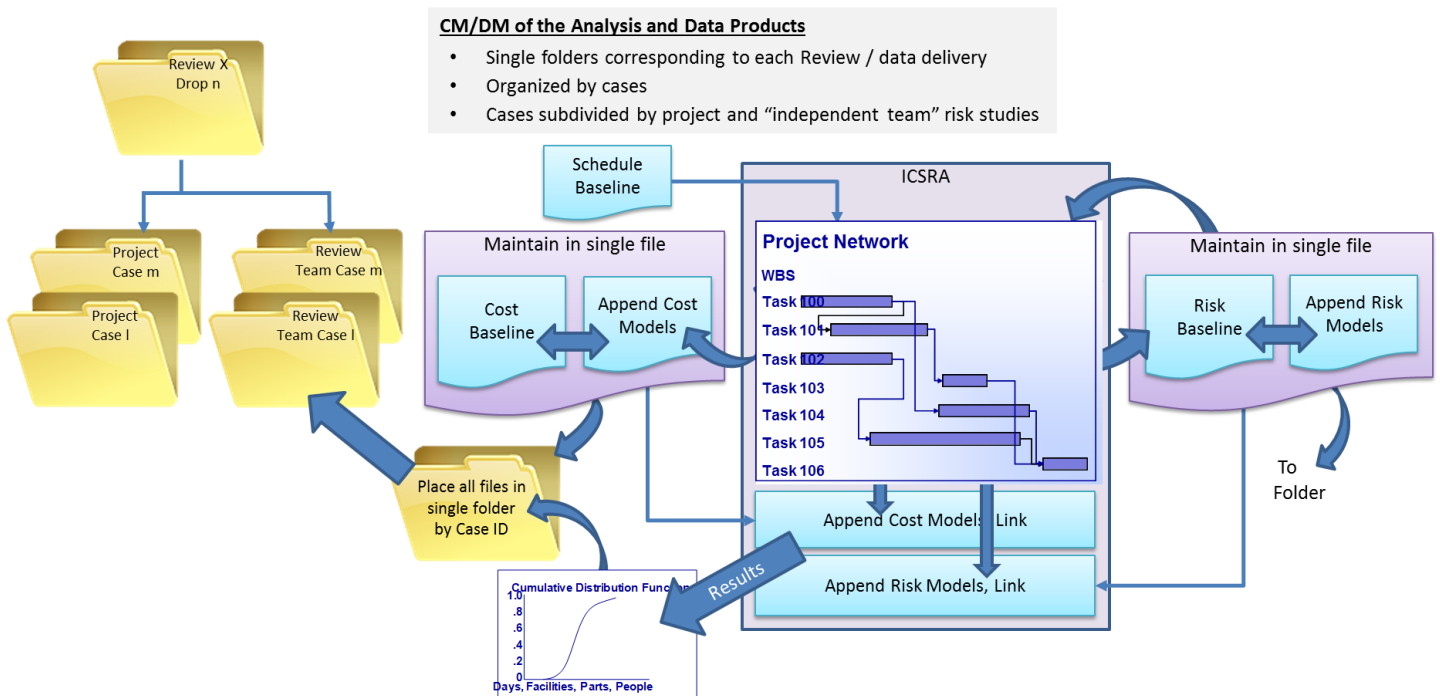 CM/DM of the Analysis and Data Products
• Single folders corresponding to each Review / data delivery
• Organized by cases
• Cases subdivided by project and “independent team” risk studies
Review X
Drop n
Project
Case m
Project
Case l
Review
Team Case m
Review
Team Case l
Schedule
Baseline
ICSRA
Maintain in single file
Cost
Baseline
Append Cost
Models
Project Network
WBS
Task 100
Task 101
Task 102
Task 103
Task 104
Task 105
Task 106
Maintain in single file
Risk
Baseline
Append Risk
Models
To
Folder
Place all files in
single folder
by Case ID
Append Cost Models, Link
Append Risk Models, Link
Results
Cumulative Distribution Function
1.0
.8
.6
.4
.2
0
Days, Facilities, Parts, People